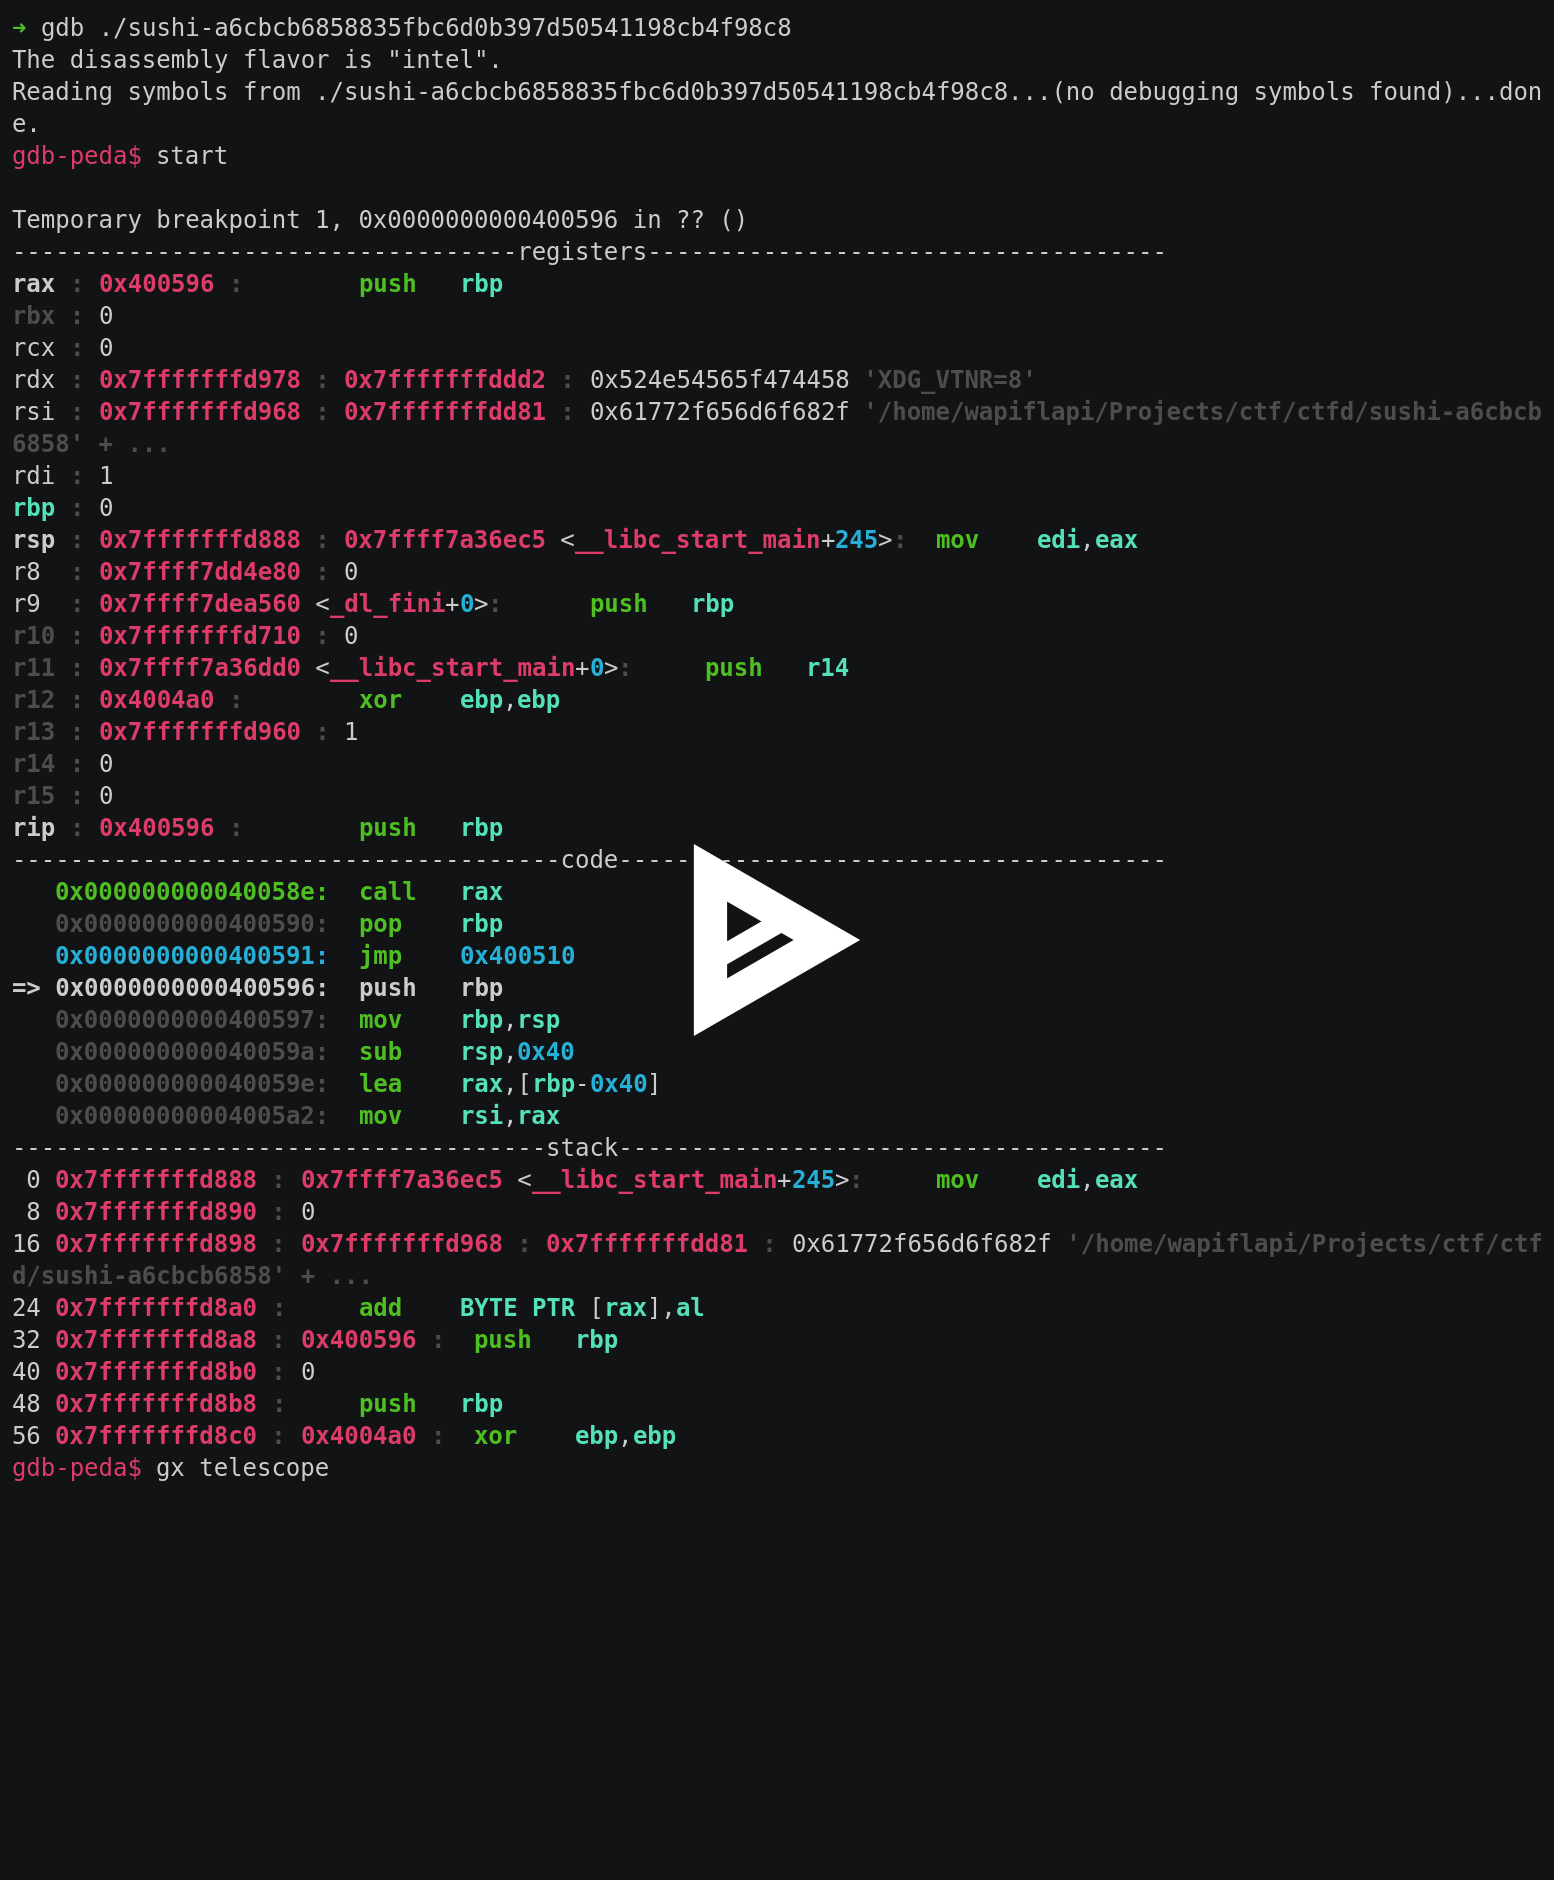 ➜ gdb ./sushi-a6cbcb6858835fbc6d0b397d50541198cb4f98c8
The disassembly flavor is "intel".
Reading symbols from ./sushi-a6cbcb6858835fbc6d0b397d50541198cb4f98c8...(no debugging symbols found)...don
e.
gdb-peda$ start
Temporary breakpoint 1, 0x0000000000400596 in ?? ()
-----------------------------------registers------------------------------------
rax : 0x400596 :        push   rbp
rbx : 0
rcx : 0
rdx : 0x7fffffffd978 : 0x7fffffffddd2 : 0x524e54565f474458 'XDG_VTNR=8'
rsi : 0x7fffffffd968 : 0x7fffffffdd81 : 0x61772f656d6f682f '/home/wapiflapi/Projects/ctf/ctfd/sushi-a6cbcb
6858' + ...
rdi : 1
rbp : 0
rsp : 0x7fffffffd888 : 0x7ffff7a36ec5 <__libc_start_main+245>:  mov    edi,eax
r8  : 0x7ffff7dd4e80 : 0
r9  : 0x7ffff7dea560 <_dl_fini+0>:      push   rbp
r10 : 0x7fffffffd710 : 0
r11 : 0x7ffff7a36dd0 <__libc_start_main+0>:     push   r14
r12 : 0x4004a0 :        xor    ebp,ebp
r13 : 0x7fffffffd960 : 1
r14 : 0
r15 : 0
rip : 0x400596 :        push   rbp
--------------------------------------code--------------------------------------
   0x000000000040058e:  call   rax
   0x0000000000400590:  pop    rbp
   0x0000000000400591:  jmp    0x400510
=> 0x0000000000400596:  push   rbp
   0x0000000000400597:  mov    rbp,rsp
   0x000000000040059a:  sub    rsp,0x40
   0x000000000040059e:  lea    rax,[rbp-0x40]
   0x00000000004005a2:  mov    rsi,rax
-------------------------------------stack--------------------------------------
 0 0x7fffffffd888 : 0x7ffff7a36ec5 <__libc_start_main+245>:     mov    edi,eax
 8 0x7fffffffd890 : 0
16 0x7fffffffd898 : 0x7fffffffd968 : 0x7fffffffdd81 : 0x61772f656d6f682f '/home/wapiflapi/Projects/ctf/ctf
d/sushi-a6cbcb6858' + ...
24 0x7fffffffd8a0 :     add    BYTE PTR [rax],al
32 0x7fffffffd8a8 : 0x400596 :  push   rbp
40 0x7fffffffd8b0 : 0
48 0x7fffffffd8b8 :     push   rbp
56 0x7fffffffd8c0 : 0x4004a0 :  xor    ebp,ebp
gdb-peda$ gx telescope